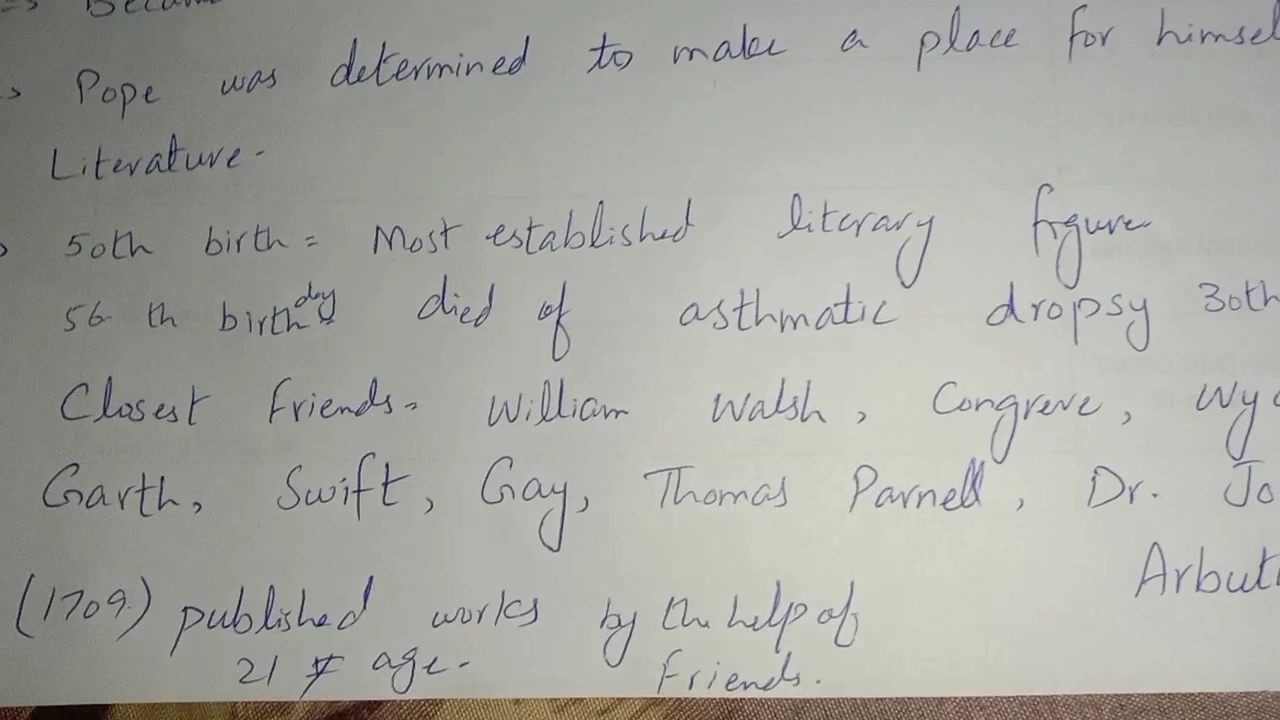 => Became
-> Pope was determined to make a place for himsel
Literature.
50th birth = Most established literary figure
56 th birthday died of asthmatic dropsy 30th
Closest Friends = William Walsh, Congreve, Wyc
Garth, Swift, Gay, Thomas Parnell, Dr. Jo
Arbut
(1709) published works by the help of
21 age. Friends.